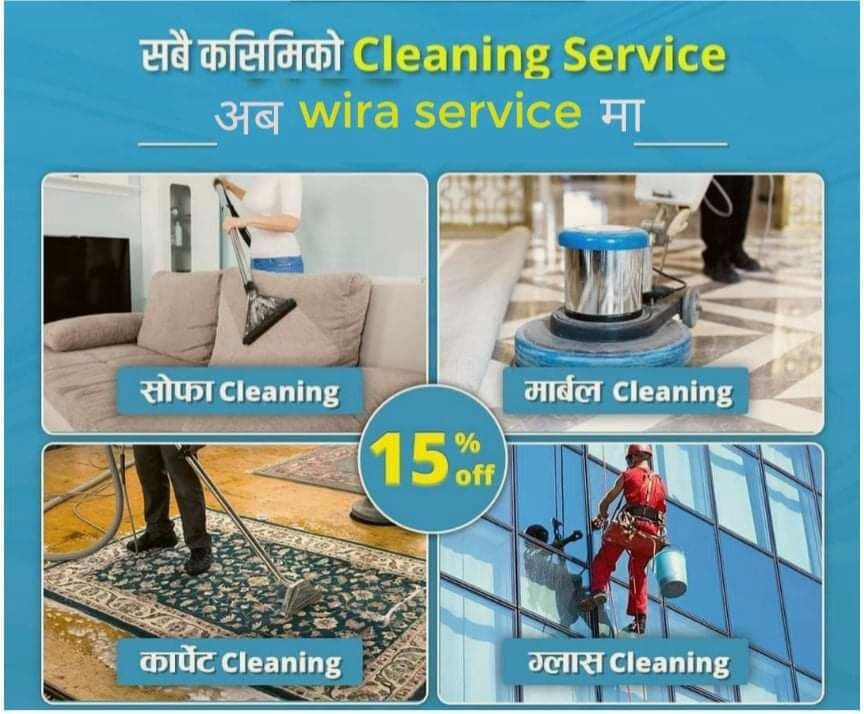 सबै कसिमिको Cleaning Service
अब wira service मा
सोफा Cleaning
मार्बल Cleaning
15% off
कार्पेट Cleaning
ग्लास Cleaning